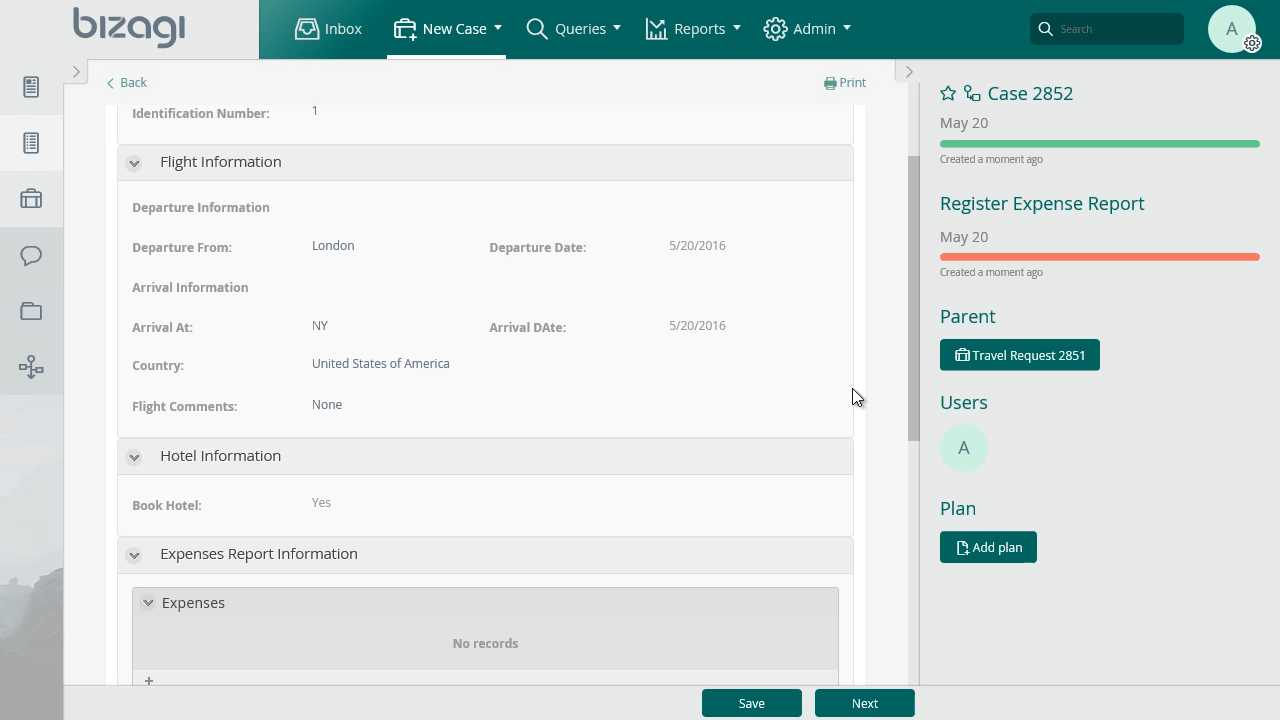 bizagi
Inbox
New Case
Queries
Reports
Admin
Search
A
Back
Print
Identification Number: 1
Flight Information
Departure Information
Departure From: London Departure Date: 5/20/2016
Arrival Information
Arrival At: NY Arrival DAte: 5/20/2016
Country: United States of America
Flight Comments: None
Hotel Information
Book Hotel: Yes
Expenses Report Information
Expenses
No records
+
Save
Next
Case 2852
May 20
Created a moment ago
Register Expense Report
May 20
Created a moment ago
Parent
Travel Request 2851
Users
A
Plan
Add plan